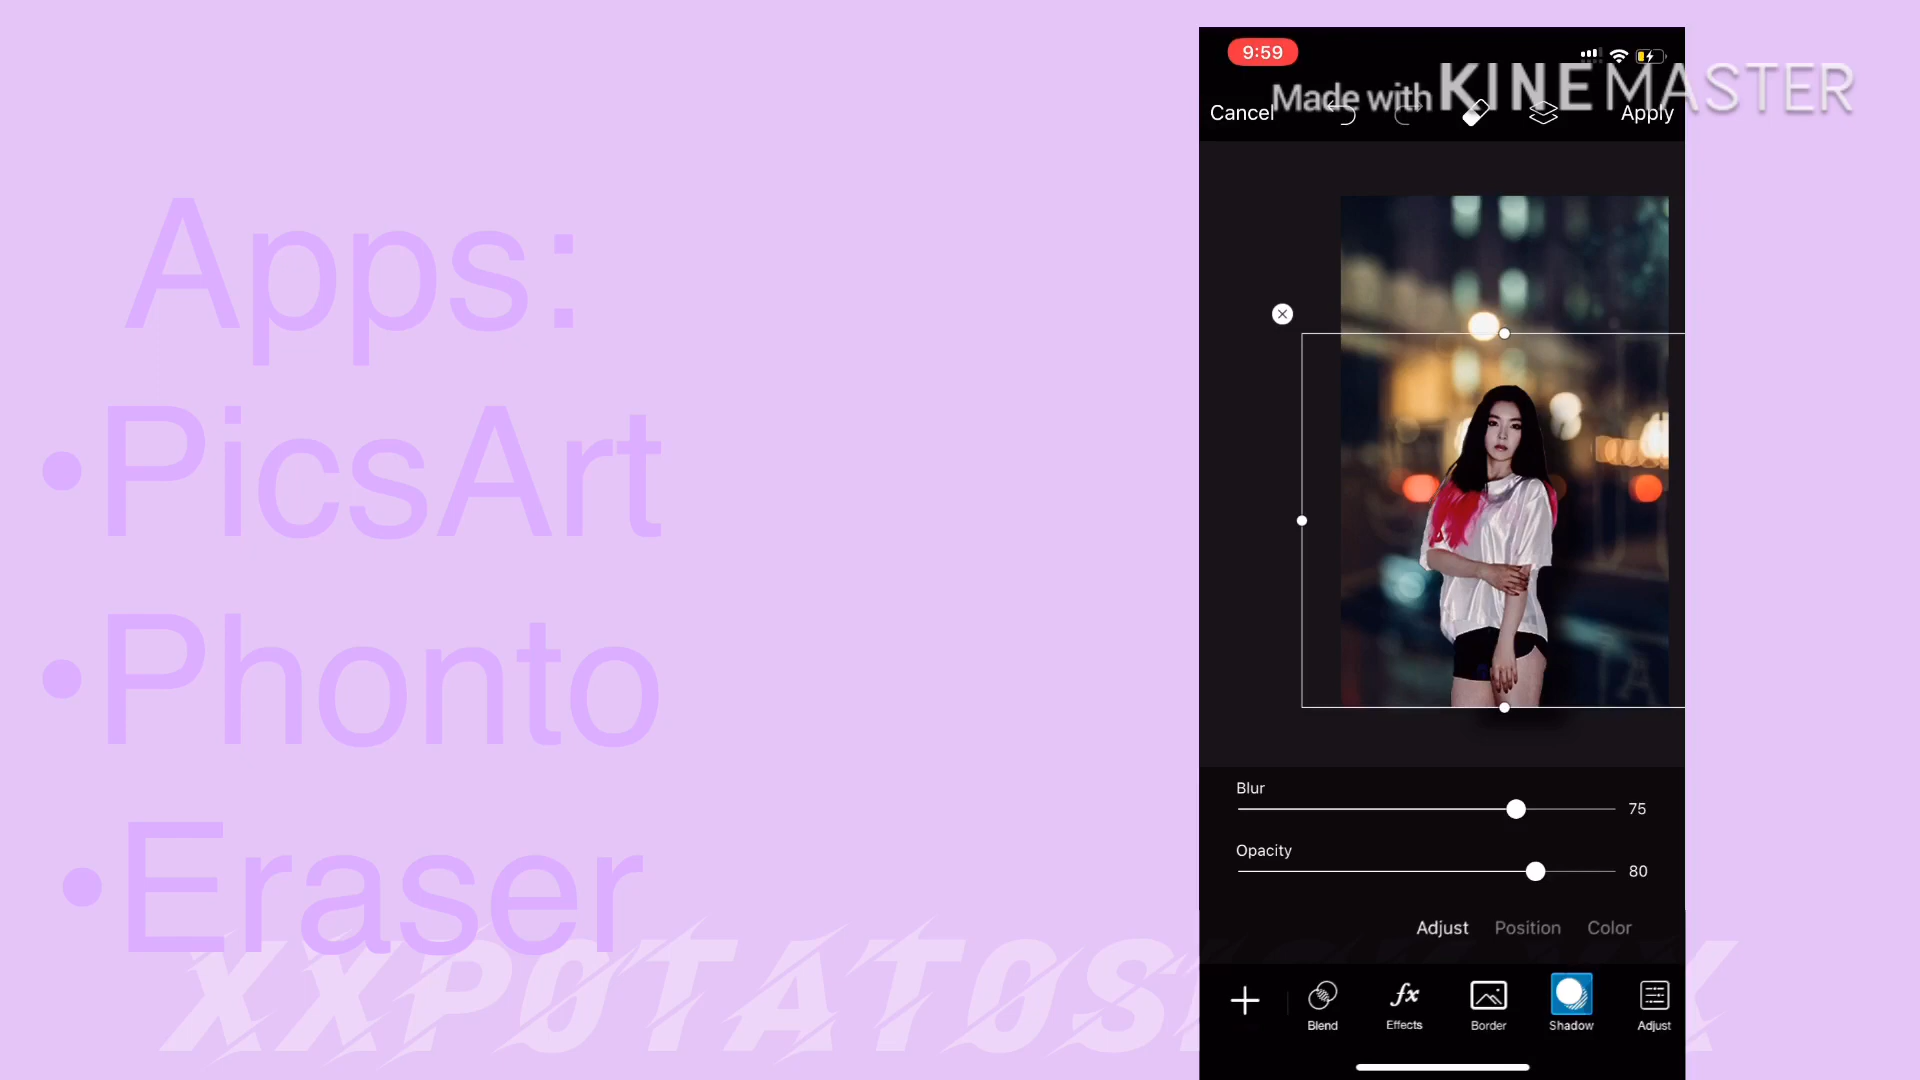 9:59
Made with KINEMASTER
Cancel
Apply
Apps:
•PicsArt
•Phonto
•Eraser
Blur
75
Opacity
80
Adjust Position Color
Blend Effects Border Shadow Adjust